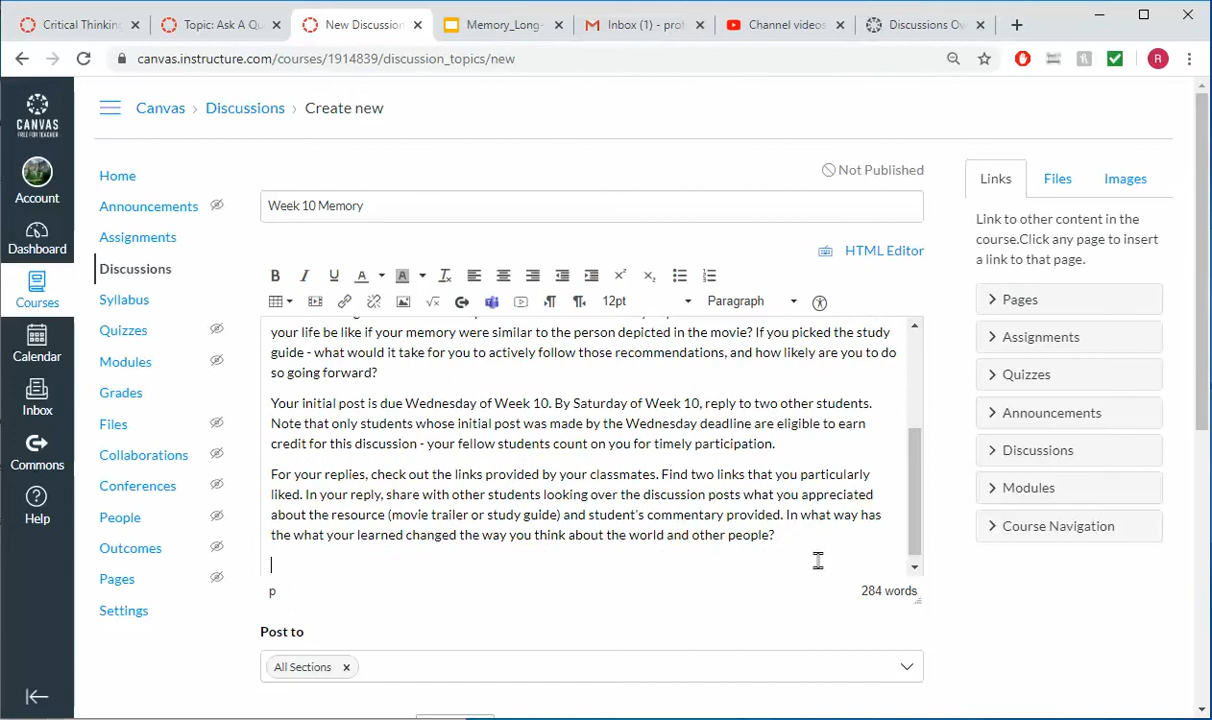 Critical Thinking
Topic: Ask A Qu
New Discussion
Memory_Long-
Inbox (1) - prof
Channel videos
Discussions Ov
canvas.instructure.com/courses/1914839/discussion_topics/new
R
CANVAS
FREE FOR TEACHER
Account
Dashboard
Courses
Calendar
Inbox
Commons
Help
Canvas › Discussions › Create new
Home
Announcements
Assignments
Discussions
Syllabus
Quizzes
Modules
Grades
Files
Collaborations
Conferences
People
Outcomes
Pages
Settings
Not Published
Week 10 Memory
HTML Editor
12pt
Paragraph
your life be like if your memory were similar to the person depicted in the movie? If you picked the study
guide - what would it take for you to actively follow those recommendations, and how likely are you to do
so going forward?
Your initial post is due Wednesday of Week 10. By Saturday of Week 10, reply to two other students.
Note that only students whose initial post was made by the Wednesday deadline are eligible to earn
credit for this discussion - your fellow students count on you for timely participation.
For your replies, check out the links provided by your classmates. Find two links that you particularly
liked. In your reply, share with other students looking over the discussion posts what you appreciated
about the resource (movie trailer or study guide) and student's commentary provided. In what way has
the what your learned changed the way you think about the world and other people?
p
284 words
Post to
All Sections
Links
Files
Images
Link to other content in the
course.Click any page to insert
a link to that page.
Pages
Assignments
Quizzes
Announcements
Discussions
Modules
Course Navigation